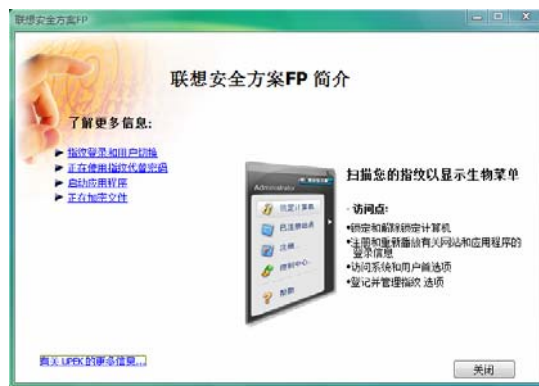 联想安全方案FP
联想安全方案FP 简介
了解更多信息:
指纹登录和用户切换
正在使用指纹代替密码
启动应用程序
正在加密文件
扫描您的指纹以显示生物菜单
Administrator
锁定计算机
已注册站点
注册...
控制中心...
帮助
访问点:
•锁定和解除锁定计算机
•注册和重新播放有关网站和应用程序的
登录信息
•访问系统和用户首选项
•登记并管理指纹 选项
有关 UPEK 的更多信息...
关闭